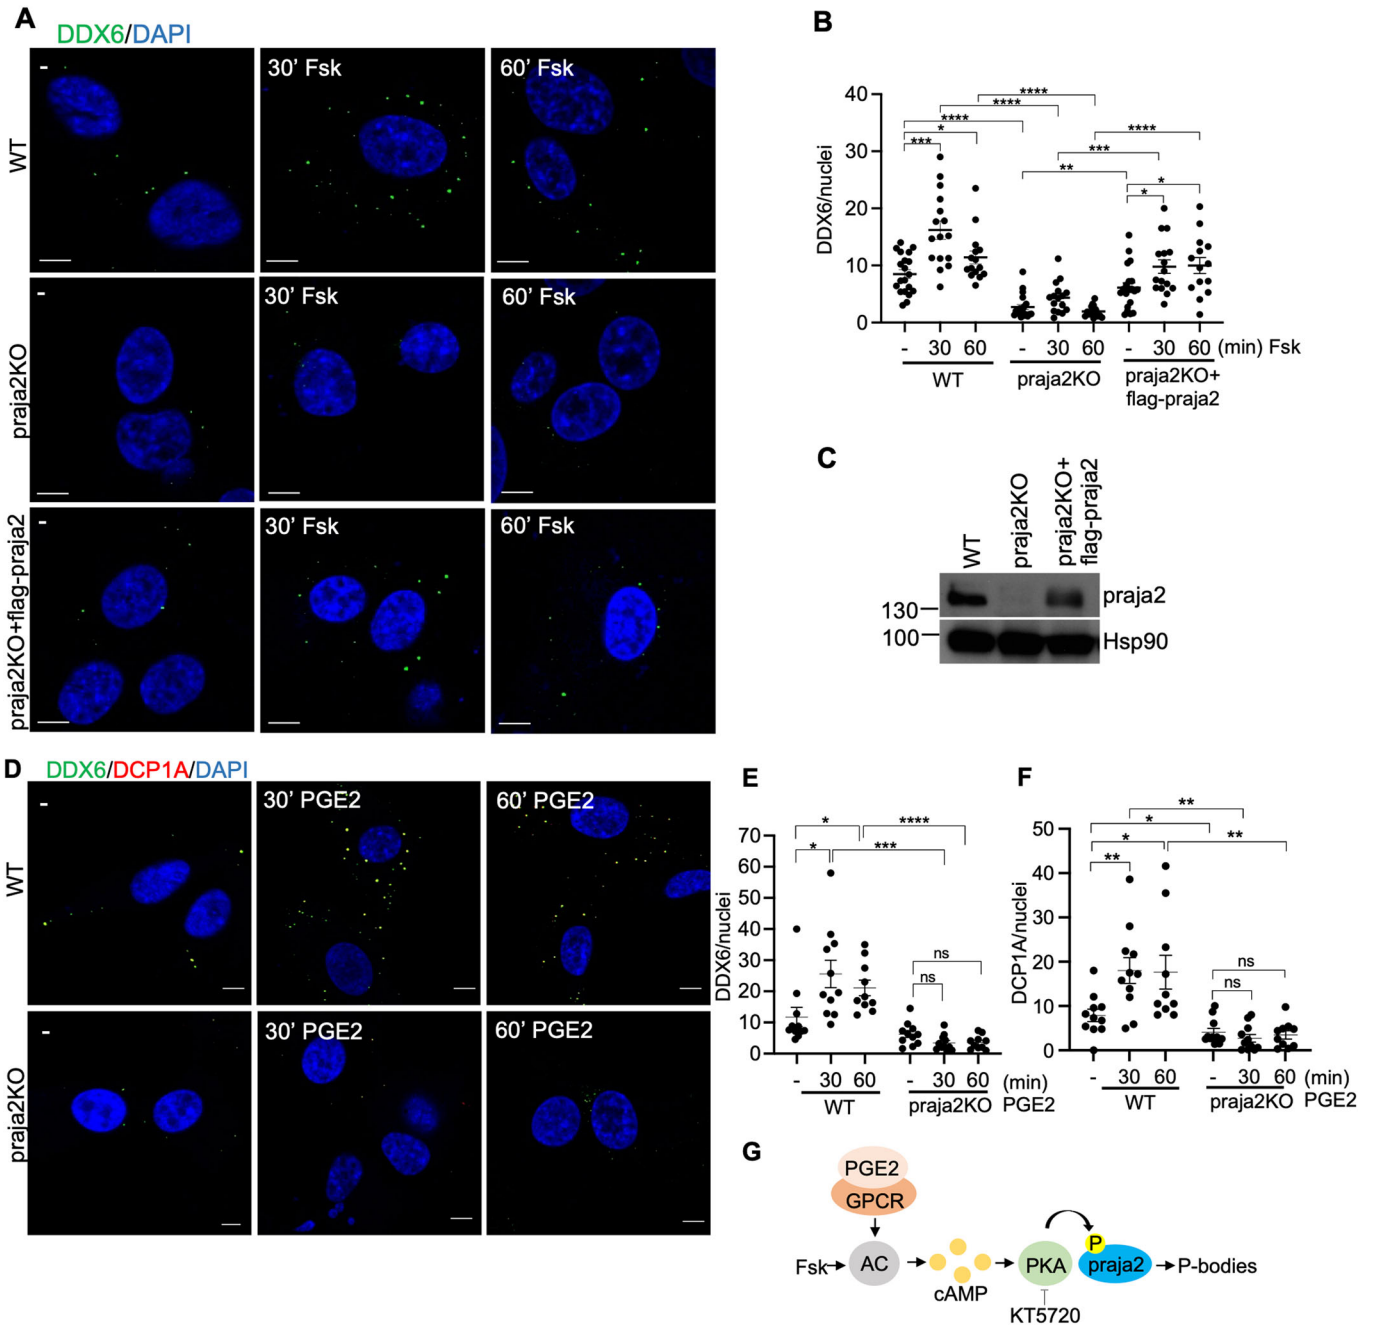 A
DDX6/DAPI
-
30’ Fsk
60’ Fsk
WT
-
30’ Fsk
60’ Fsk
praja2KO
-
30’ Fsk
60’ Fsk
praja2KO+flag-praja2
B
DDX6/nuclei
40
30
20
10
0
****
****
****
*
***
****
***
**
*
*
- 30 60 - 30 60 - 30 60 (min) Fsk
WT
praja2KO
praja2KO+
flag-praja2
C
WT
praja2KO
praja2KO+
flag-praja2
130
praja2
100
Hsp90
D
DDX6/DCP1A/DAPI
-
30’ PGE2
60’ PGE2
WT
-
30’ PGE2
60’ PGE2
praja2KO
E
DDX6/nuclei
70
60
50
40
30
20
10
0
* ****
* ***
ns
ns
- 30 60 - 30 60 (min)
WT praja2KO PGE2
F
DCP1A/nuclei
50
40
30
20
10
0
**
*
* **
**
ns
ns
- 30 60 - 30 60 (min)
WT praja2KO PGE2
G
PGE2
GPCR
Fsk
AC
cAMP
PKA
P
praja2
P-bodies
KT5720